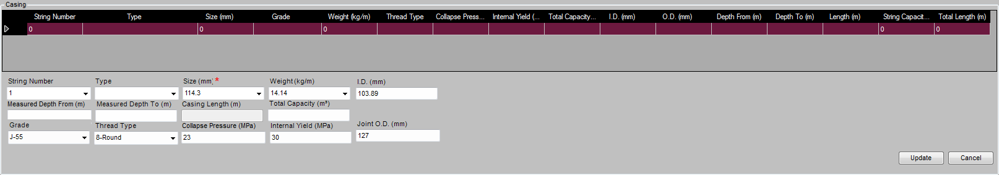 Casing
String Number Type Size (mm) Grade Weight (kg/m) Thread Type Collapse Press... Internal Yield (... Total Capacity... I.D. (mm) O.D. (mm) Depth From (m) Depth To (m) Length (m) String Capacit... Total Length (m)
0 0 0 0 0
String Number Type Size (mm) * Weight (kg/m) I.D. (mm)
1 114.3 14.14 103.89
Measured Depth From (m) Measured Depth To (m) Casing Length (m) Total Capacity (m³)
Grade Thread Type Collapse Pressure (MPa) Internal Yield (MPa) Joint O.D. (mm)
J-55 8-Round 23 30 127
Update Cancel